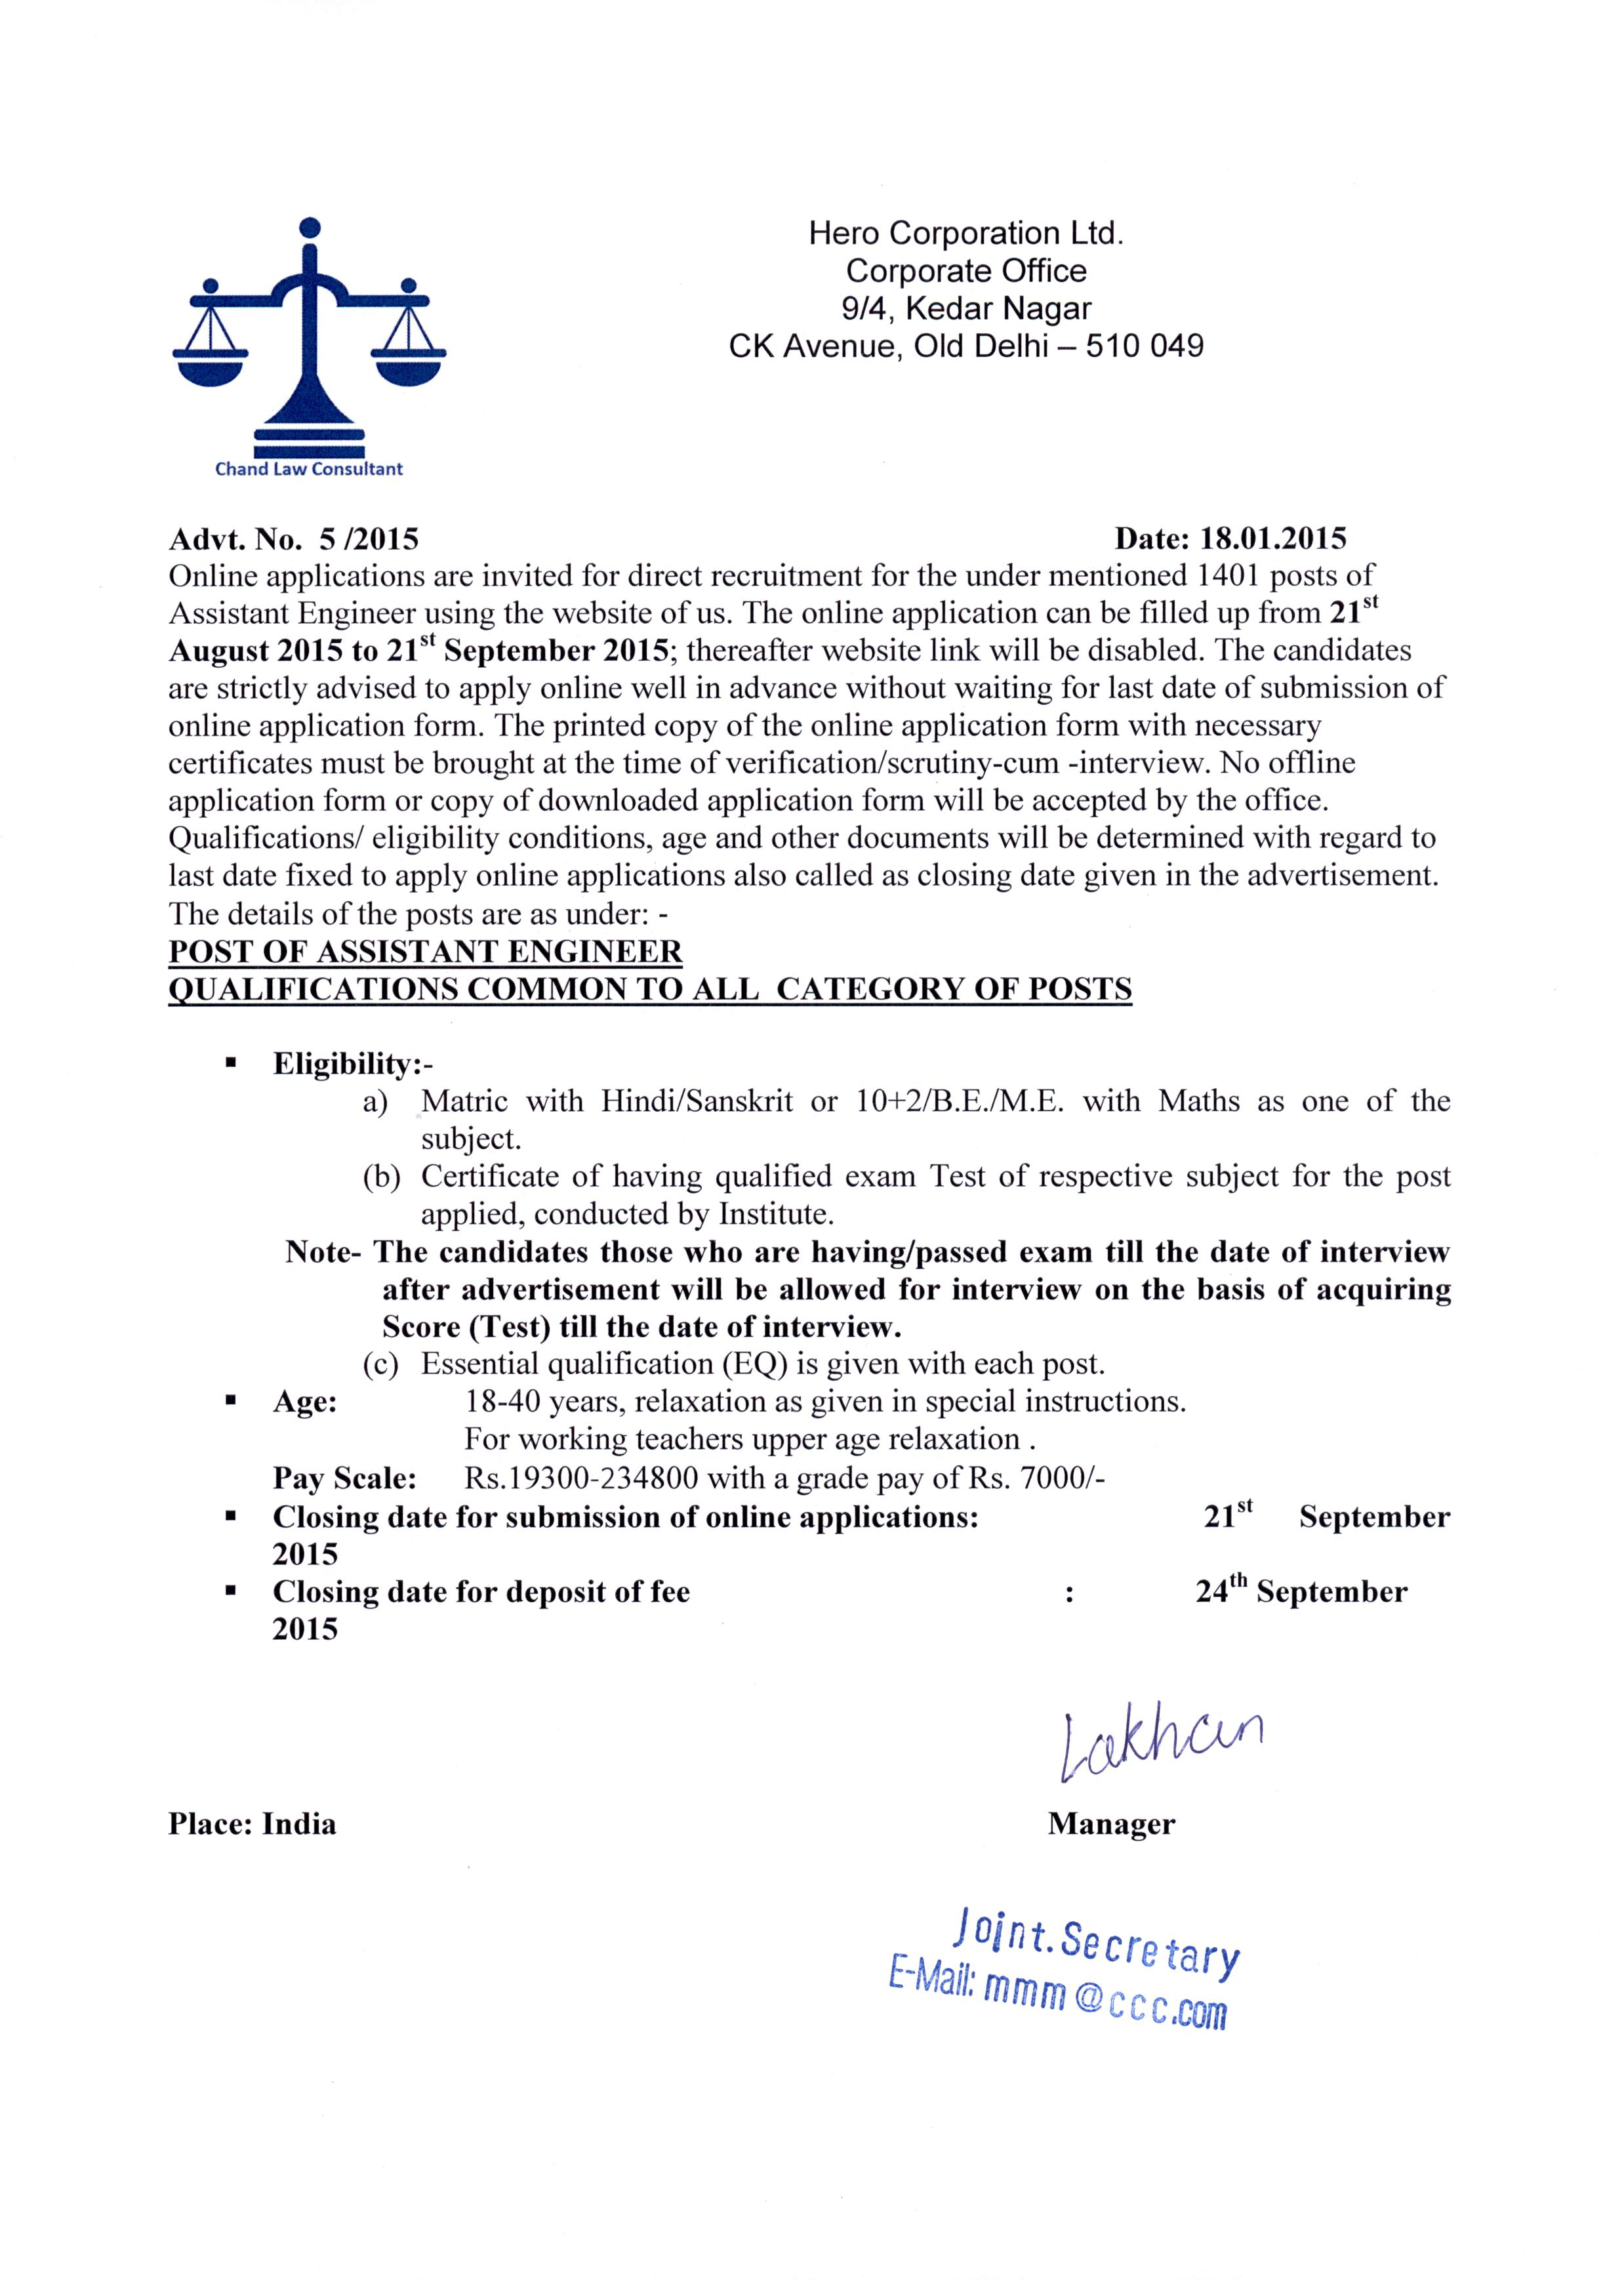 Hero Corporation Ltd.
Corporate Office
9/4, Kedar Nagar
CK Avenue, Old Delhi – 510 049
Chand Law Consultant
Advt. No. 5 /2015 Date: 18.01.2015
Online applications are invited for direct recruitment for the under mentioned 1401 posts of
Assistant Engineer using the website of us. The online application can be filled up from 21st
August 2015 to 21st September 2015; thereafter website link will be disabled. The candidates
are strictly advised to apply online well in advance without waiting for last date of submission of
online application form. The printed copy of the online application form with necessary
certificates must be brought at the time of verification/scrutiny-cum -interview. No offline
application form or copy of downloaded application form will be accepted by the office.
Qualifications/ eligibility conditions, age and other documents will be determined with regard to
last date fixed to apply online applications also called as closing date given in the advertisement.
The details of the posts are as under: -
POST OF ASSISTANT ENGINEER
QUALIFICATIONS COMMON TO ALL CATEGORY OF POSTS
▪ Eligibility:-
a) Matric with Hindi/Sanskrit or 10+2/B.E./M.E. with Maths as one of the
subject.
(b) Certificate of having qualified exam Test of respective subject for the post
applied, conducted by Institute.
Note- The candidates those who are having/passed exam till the date of interview
after advertisement will be allowed for interview on the basis of acquiring
Score (Test) till the date of interview.
(c) Essential qualification (EQ) is given with each post.
▪ Age: 18-40 years, relaxation as given in special instructions.
For working teachers upper age relaxation .
Pay Scale: Rs.19300-234800 with a grade pay of Rs. 7000/-
▪ Closing date for submission of online applications: 21st September
2015
▪ Closing date for deposit of fee : 24th September
2015
Lakhan
Place: India Manager
Joint. Secretary
E-Mail: mmm@ccc.com